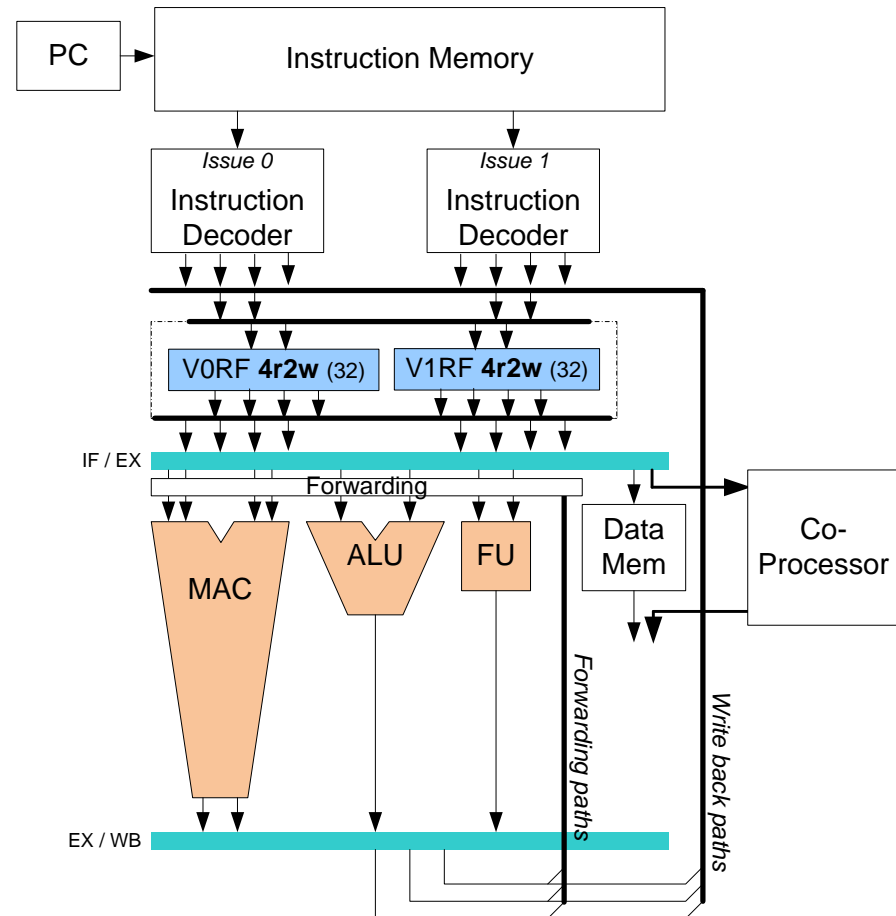 PC
Instruction Memory
Issue 0
Instruction
Decoder
Issue 1
Instruction
Decoder
V0RF 4r2w (32)
V1RF 4r2w (32)
IF / EX
Forwarding
MAC
ALU
FU
Data
Mem
Co-
Processor
Forwarding paths
Write back paths
EX / WB